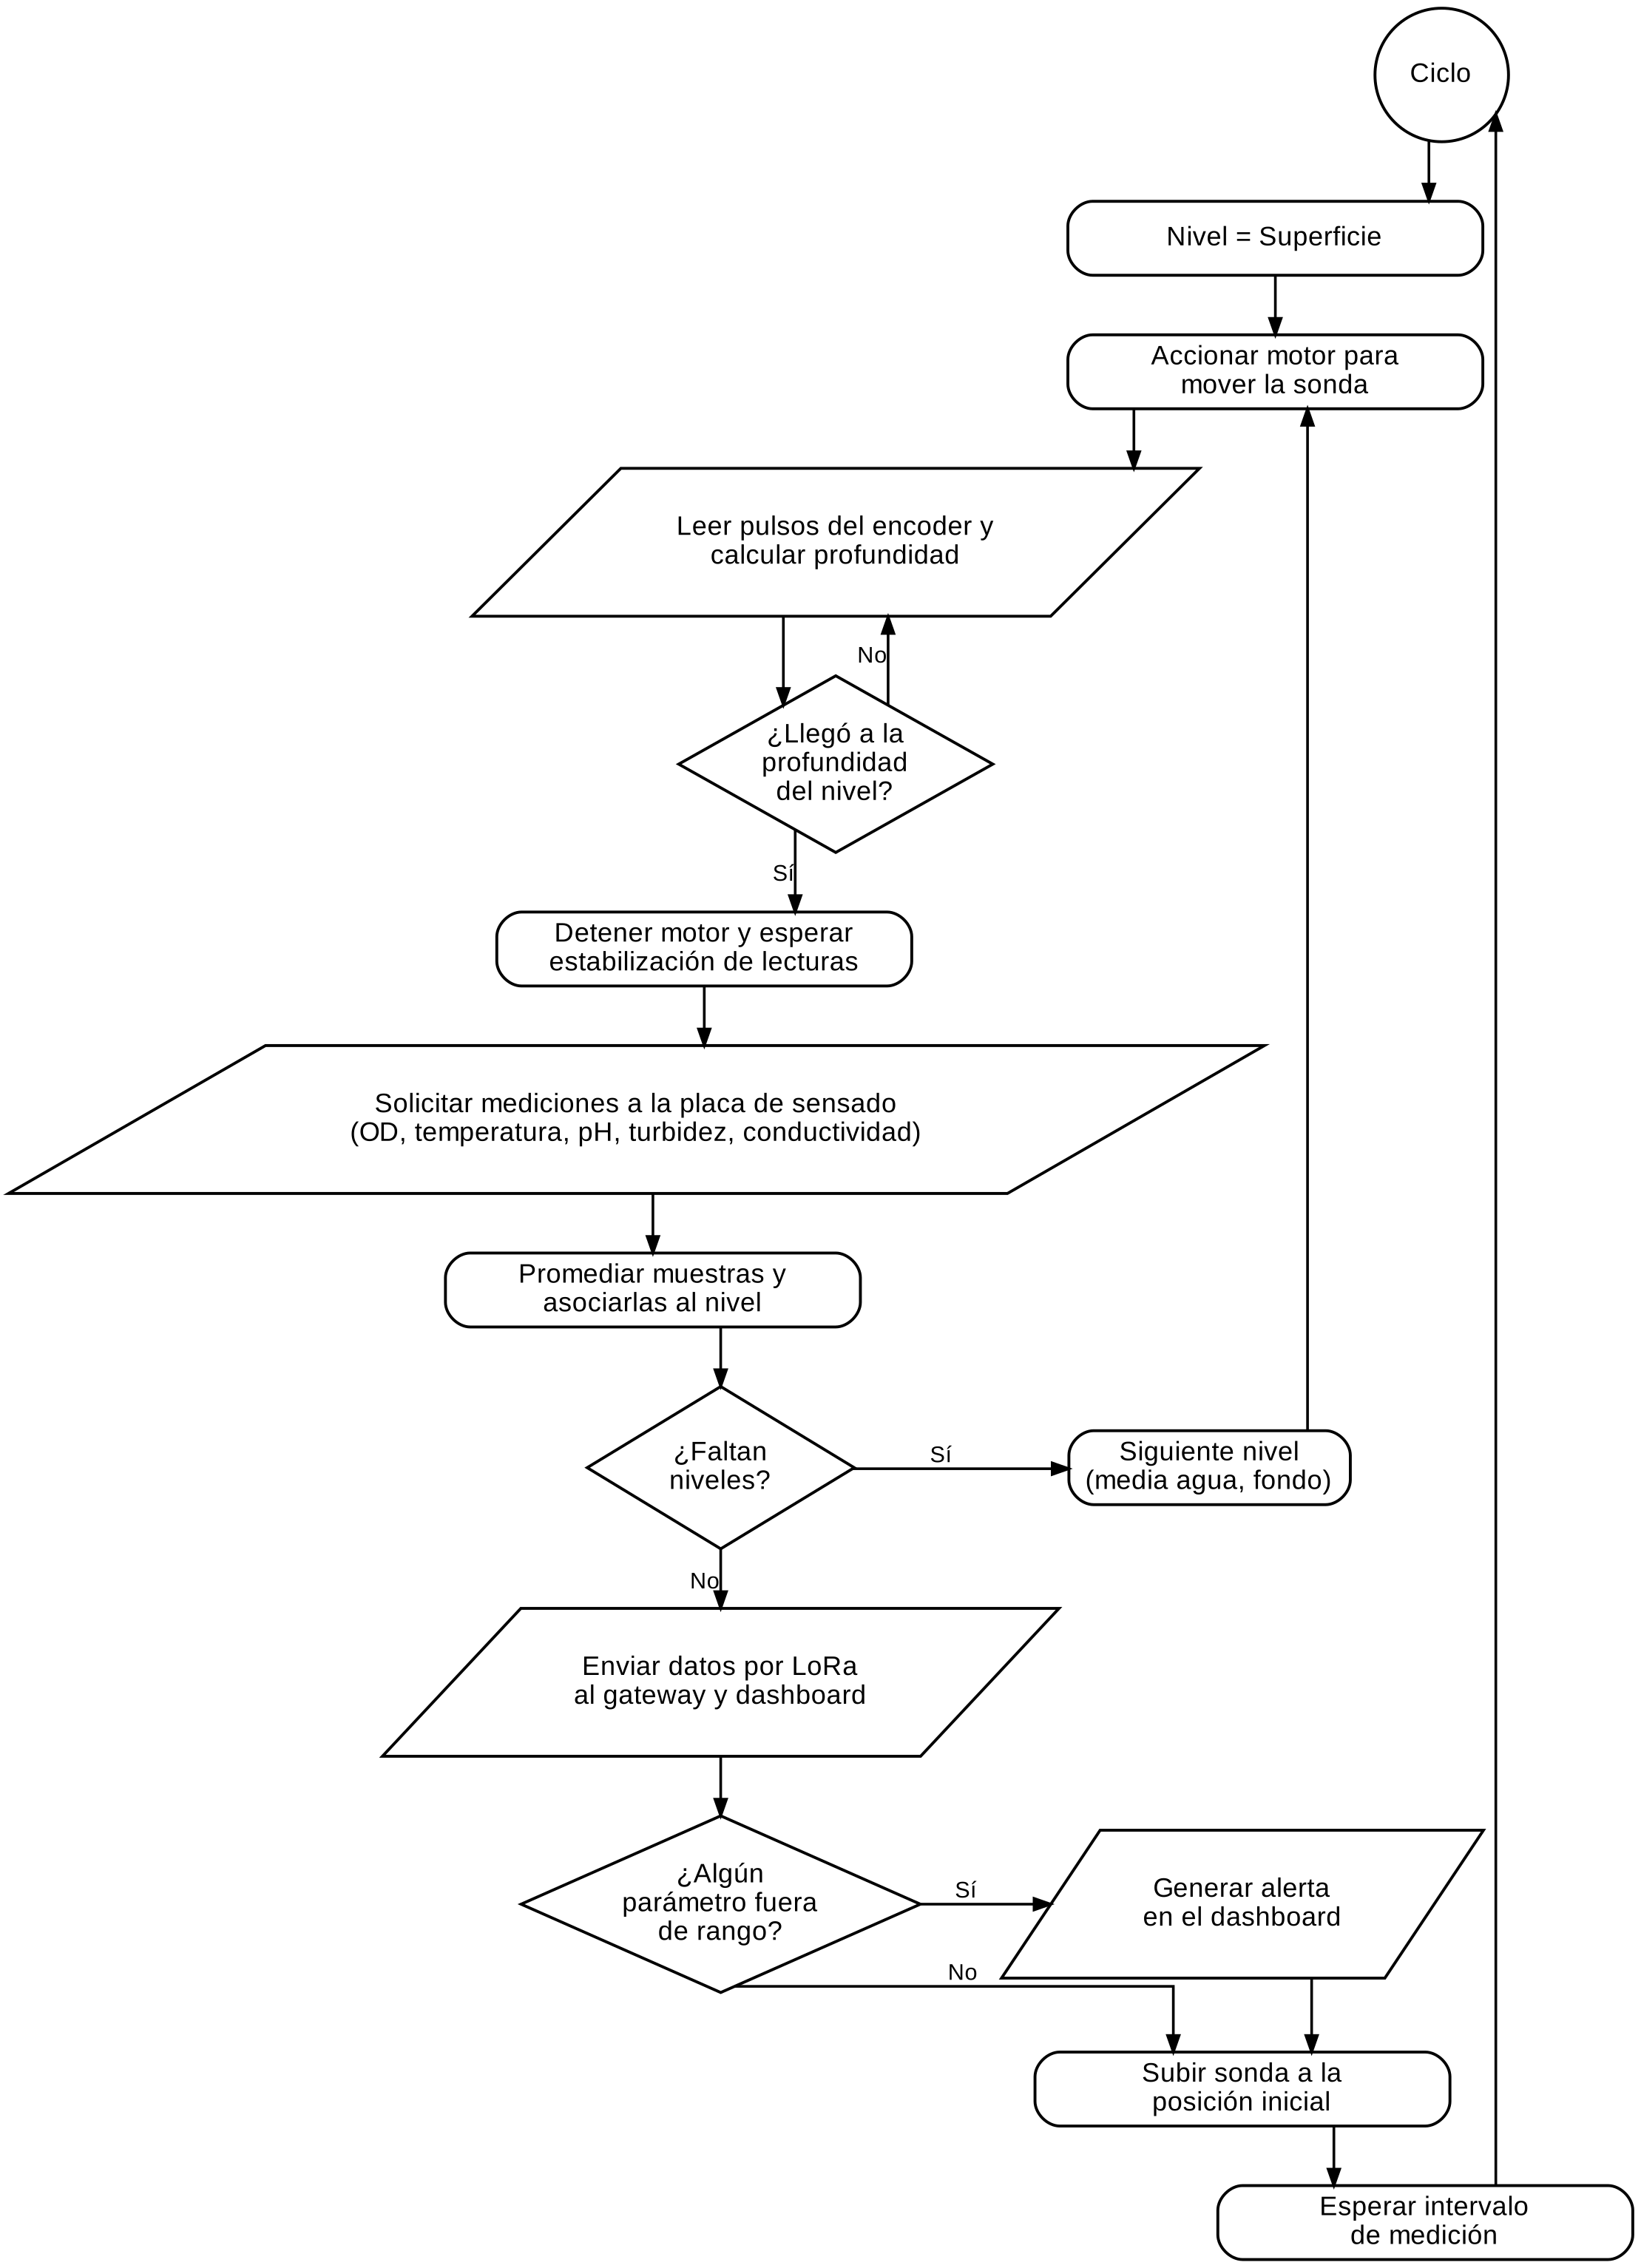 Ciclo
Nivel = Superficie
Accionar motor para
mover la sonda
Leer pulsos del encoder y
calcular profundidad
No
¿Llegó a la
profundidad
del nivel?
Sí
Detener motor y esperar
estabilización de lecturas
Solicitar mediciones a la placa de sensado
(OD, temperatura, pH, turbidez, conductividad)
Promediar muestras y
asociarlas al nivel
¿Faltan
niveles?
Sí
Siguiente nivel
(media agua, fondo)
No
Enviar datos por LoRa
al gateway y dashboard
¿Algún
parámetro fuera
de rango?
Sí
Generar alerta
en el dashboard
No
Subir sonda a la
posición inicial
Esperar intervalo
de medición